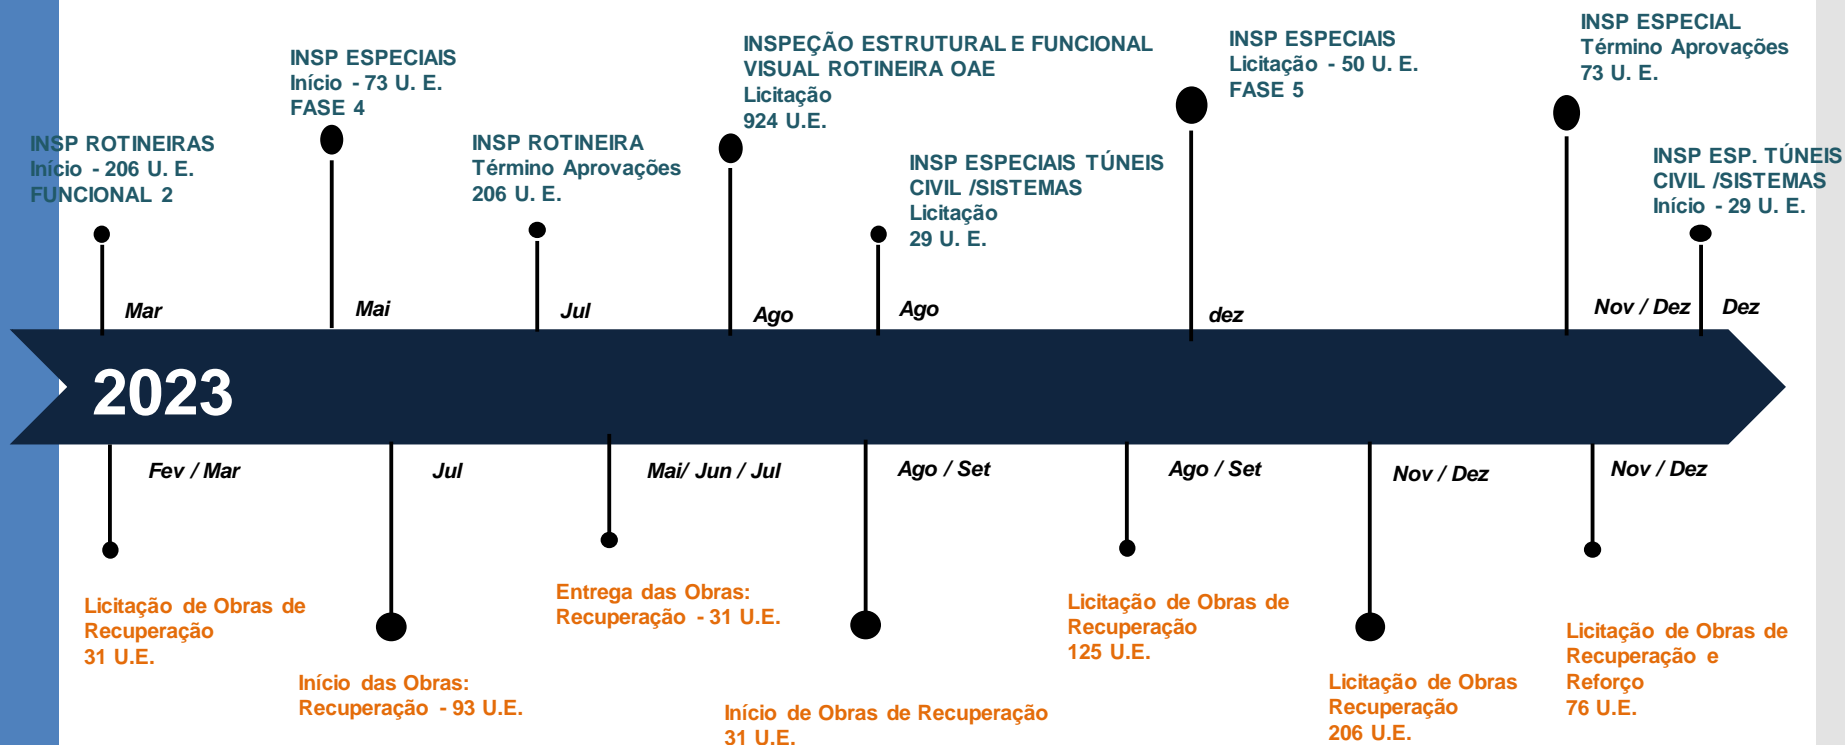 INSP ROTINEIRAS
Início - 206 U. E.
FUNCIONAL 2
Mar
INSP ESPECIAIS
Início - 73 U. E.
FASE 4
Mai
INSP ROTINEIRA
Término Aprovações
206 U. E.
Jul
INSPEÇÃO ESTRUTURAL E FUNCIONAL
VISUAL ROTINEIRA OAE
Licitação
924 U.E.
Ago
INSP ESPECIAIS TÚNEIS
CIVIL /SISTEMAS
Licitação
29 U. E.
Ago
INSP ESPECIAIS
Licitação - 50 U. E.
FASE 5
dez
INSP ESPECIAL
Término Aprovações
73 U. E.
Nov / Dez
INSP ESP. TÚNEIS
CIVIL /SISTEMAS
Início - 29 U. E.
Dez
2023
Fev / Mar
Licitação de Obras de
Recuperação
31 U.E.
Jul
Início das Obras:
Recuperação - 93 U.E.
Mai/ Jun / Jul
Entrega das Obras:
Recuperação - 31 U.E.
Ago / Set
Início de Obras de Recuperação
31 U.E.
Ago / Set
Licitação de Obras de
Recuperação
125 U.E.
Nov / Dez
Licitação de Obras
Recuperação
206 U.E.
Nov / Dez
Licitação de Obras de
Recuperação e
Reforço
76 U.E.